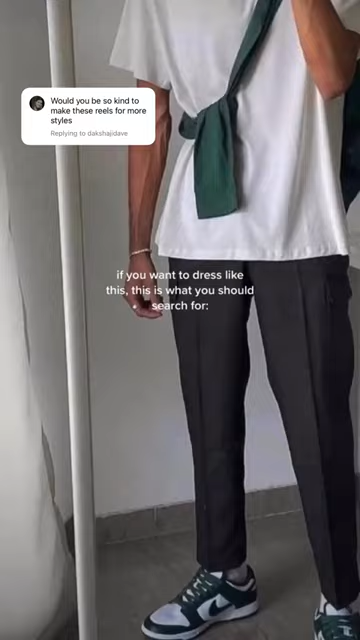 Would you be so kind to
make these reels for more
styles
Replying to dakshajidave
if you want to dress like
this, this is what you should
search for: